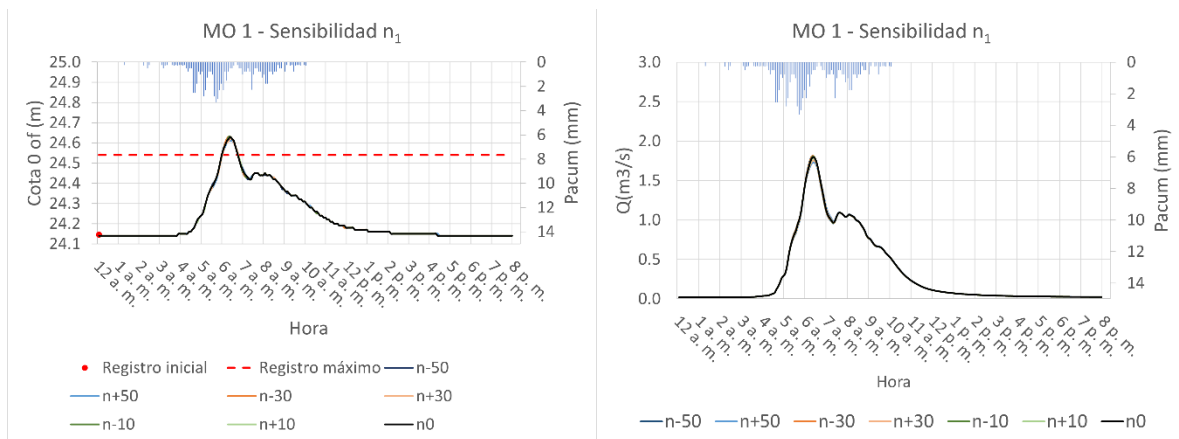 MO 1 - Sensibilidad n₁
25.0
24.9
24.8
24.7
24.6
24.5
24.4
24.3
24.2
24.1
Cota 0 of (m)
0
2
4
6
8
10
12
14
Pacum (mm)
12 a. m.
1 a. m.
2 a. m.
3 a. m.
4 a. m.
5 a. m.
6 a. m.
7 a. m.
8 a. m.
9 a. m.
10 a. m.
11 a. m.
12 p. m.
1 p. m.
2 p. m.
3 p. m.
4 p. m.
5 p. m.
6 p. m.
7 p. m.
8 p. m.
Hora
Registro inicial Registro máximo n-50
n+50 n-30 n+30
n-10 n+10 n0
MO 1 - Sensibilidad n₁
3.0
2.5
2.0
1.5
1.0
0.5
0.0
Q(m3/s)
0
2
4
6
8
10
12
14
Pacum (mm)
12 a. m.
1 a. m.
2 a. m.
3 a. m.
4 a. m.
5 a. m.
6 a. m.
7 a. m.
8 a. m.
9 a. m.
10 a. m.
11 a. m.
12 p. m.
1 p. m.
2 p. m.
3 p. m.
4 p. m.
5 p. m.
6 p. m.
7 p. m.
8 p. m.
Hora
n-50 n+50 n-30 n+30 n-10 n+10 n0